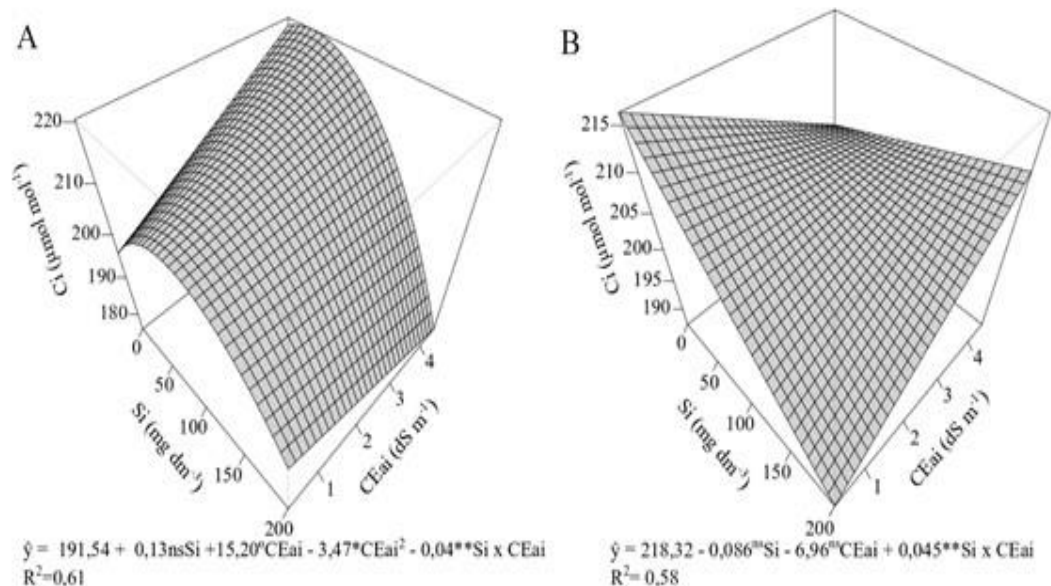 A
220
210
200
190
180
Ci (µmol mol⁻¹)
0
50
100
150
200
Si (mg dm⁻³)
1
2
3
4
CEai (dS m⁻¹)
ŷ = 191,54 + 0,13nsSi +15,20ºCEai - 3,47*CEai² - 0,04**Si x CEai
R²=0,61
B
215
210
205
200
195
190
Ci (µmol mol⁻¹)
0
50
100
150
200
Si (mg dm⁻³)
1
2
3
4
CEai (dS m⁻¹)
ŷ = 218,32 - 0,086ⁿˢSi - 6,96ⁿˢCEai + 0,045**Si x CEai
R²= 0,58